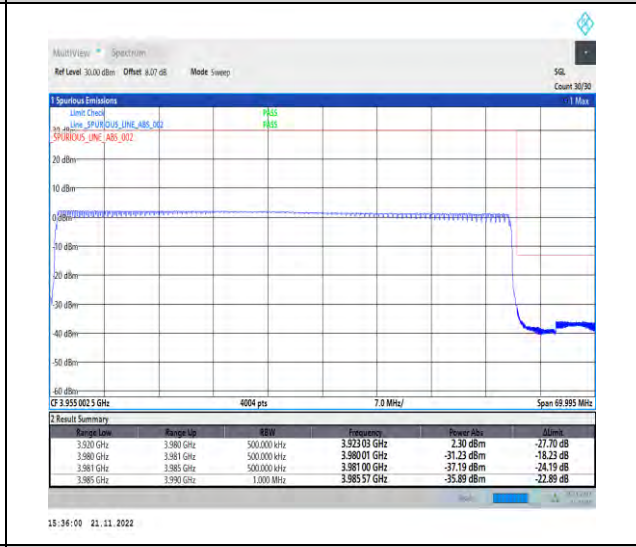 MultiView Spectrum
Ref Level 30.00 dBm Offset 8.07 dB Mode Sweep SGL
Count 30/30
1 Spurious Emissions 1 Max
Limit Check PASS
Line _SPURIOUS_LINE_ABS_002 PASS
_SPURIOUS_LINE_ABS_002
20 dBm
10 dBm
0 dBm
-10 dBm
-20 dBm
-30 dBm
-40 dBm
-50 dBm
-60 dBm
CF 3.955 002 5 GHz 4004 pts 7.0 MHz/ Span 69.995 MHz
2 Result Summary
Range Low Range Up RBW Frequency Power Abs ΔLimit
3.920 GHz 3.980 GHz 500.000 kHz 3.923 03 GHz 2.30 dBm -27.70 dB
3.980 GHz 3.981 GHz 500.000 kHz 3.980 01 GHz -31.23 dBm -18.23 dB
3.981 GHz 3.985 GHz 500.000 kHz 3.981 00 GHz -37.19 dBm -24.19 dB
3.985 GHz 3.990 GHz 1.000 MHz 3.985 57 GHz -35.89 dBm -22.89 dB
15:36:00 21.11.2022